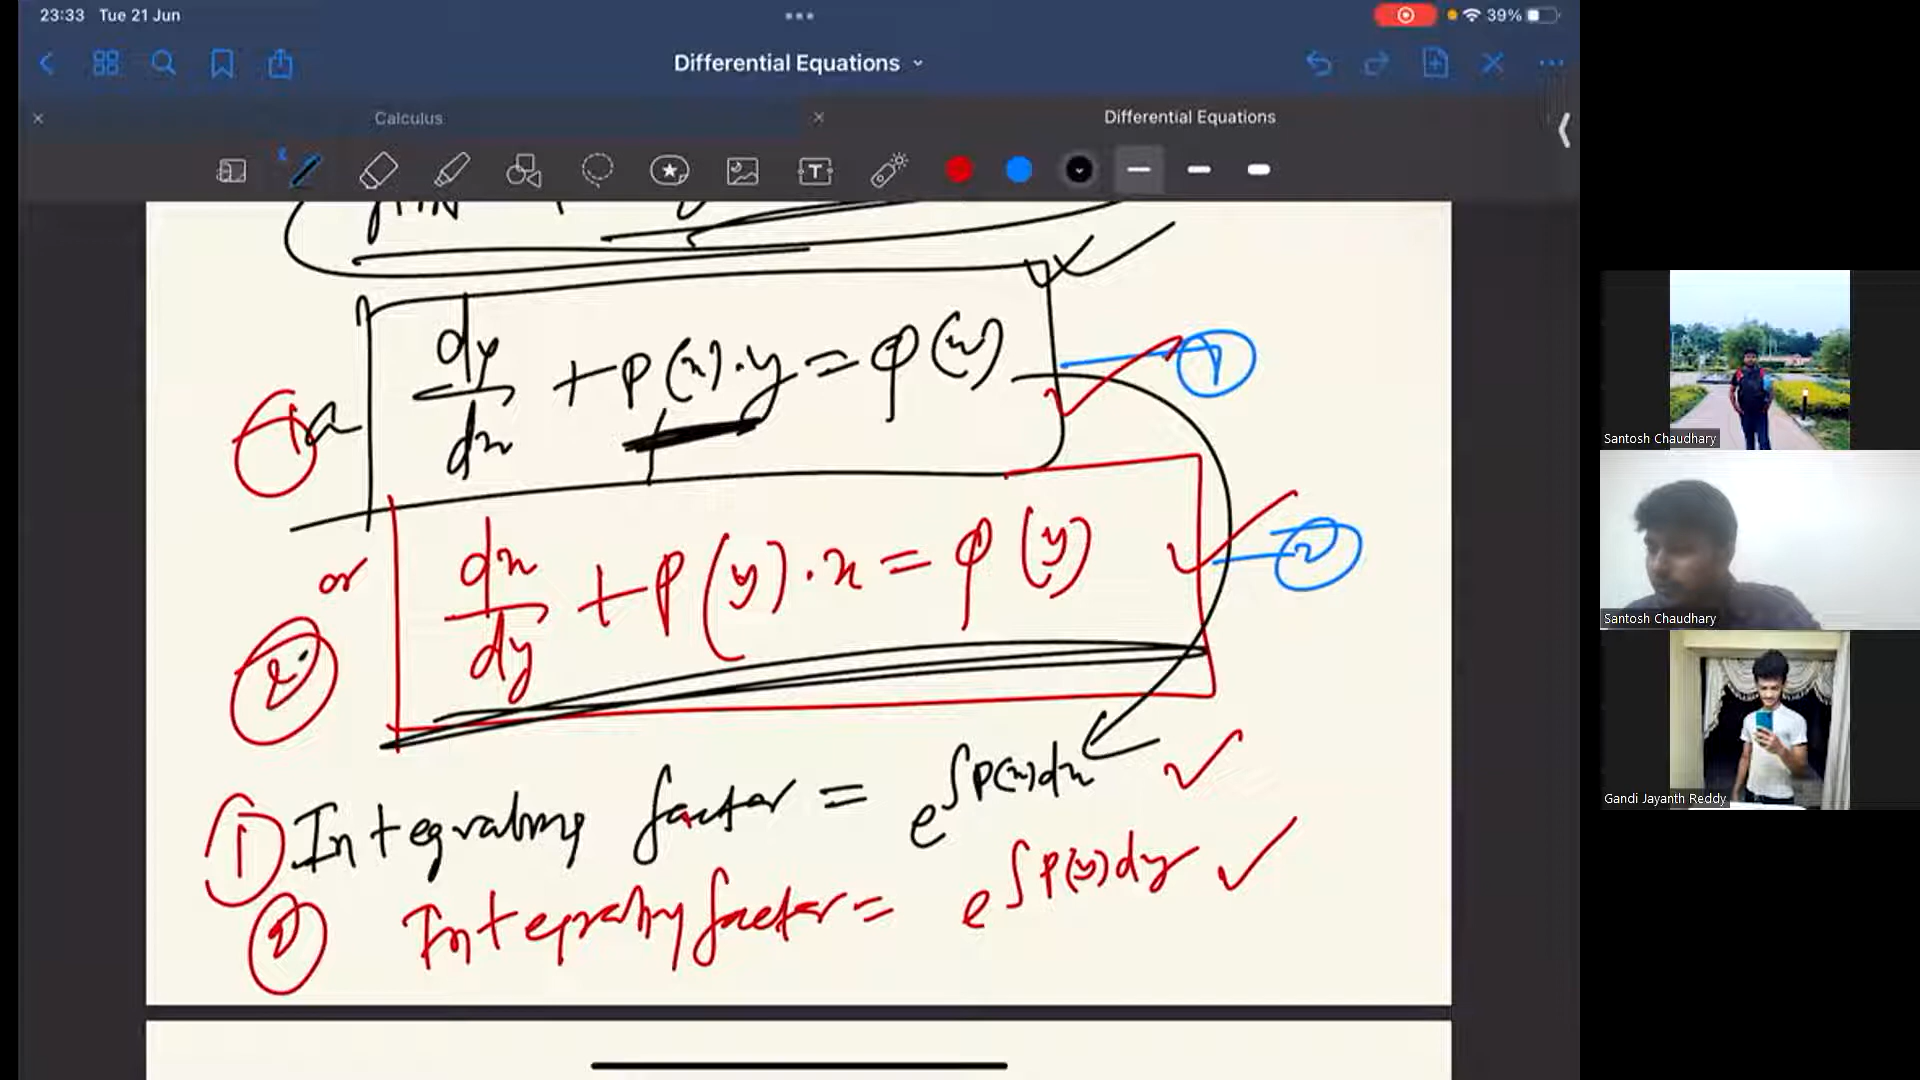 23:33 Tue 21 Jun
39%
Differential Equations
Calculus
Differential Equations
T
dy/dx + P(x).y = φ(x)
1
or
dx/dy + P(y).x = φ(y)
2
① Integrating factor = e^∫P(x)dx
② Integrating factor = e^∫P(y)dy
Santosh Chaudhary
Santosh Chaudhary
Gandi Jayanth Reddy